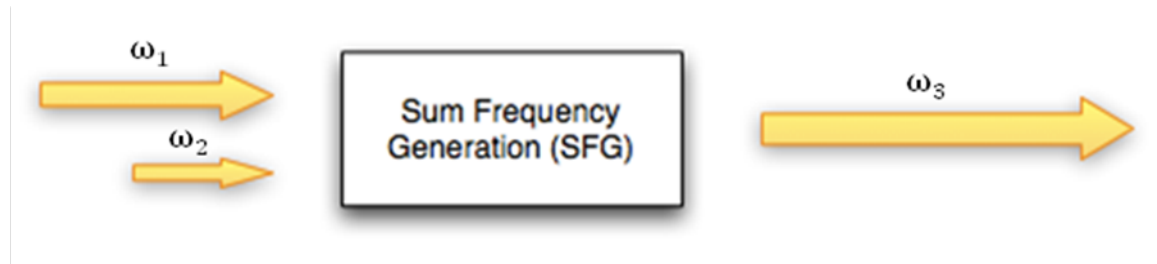 ω₁
ω₂
Sum Frequency
Generation (SFG)
ω₃